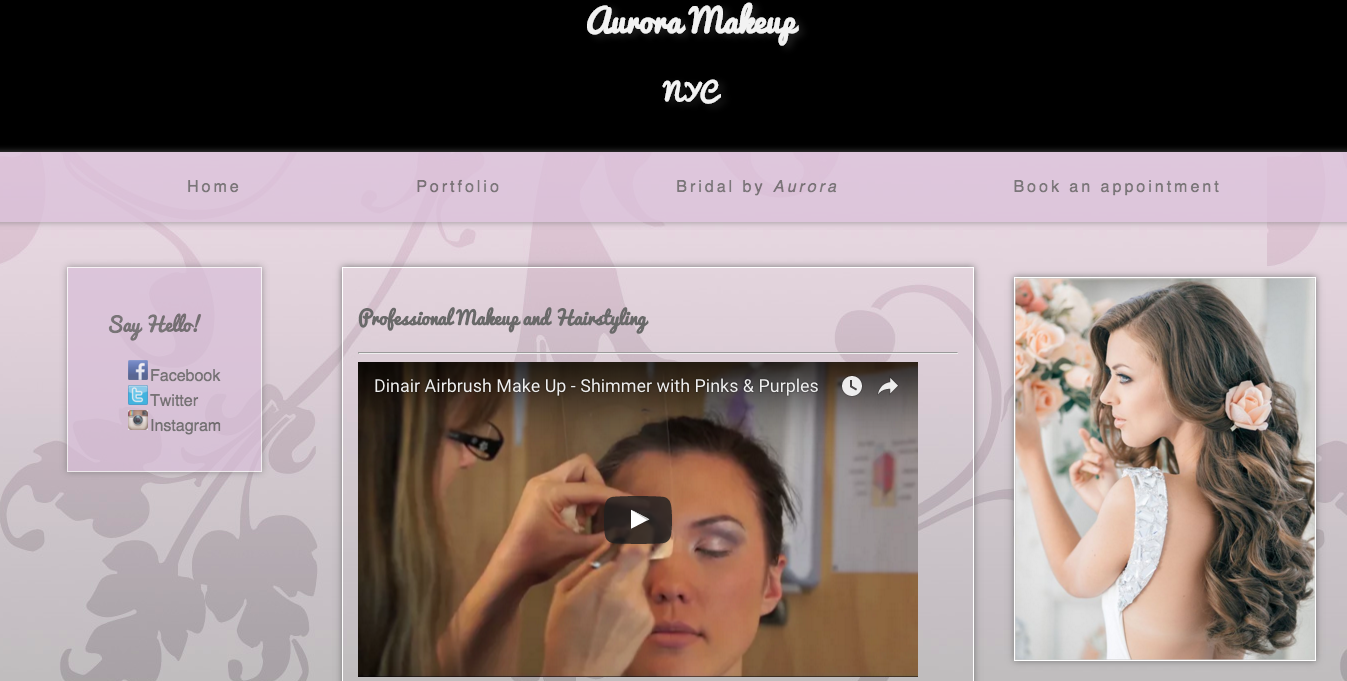 Aurora Makeup
NYC
Home
Portfolio
Bridal by Aurora
Book an appointment
Say Hello!
Facebook
Twitter
Instagram
Professional Makeup and Hairstyling
Dinair Airbrush Make Up - Shimmer with Pinks & Purples